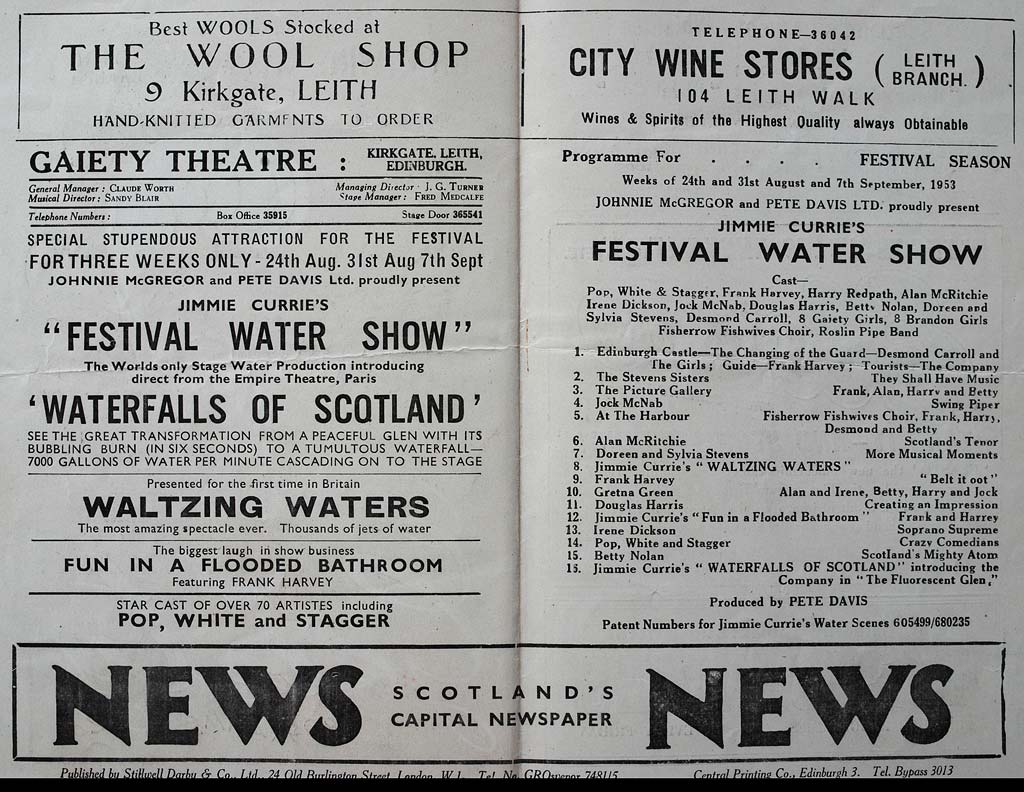 Best WOOLS Stocked at
THE WOOL SHOP
9 Kirkgate, LEITH
HAND-KNITTED GARMENTS TO ORDER
GAIETY THEATRE : KIRKGATE, LEITH, EDINBURGH.
General Manager : CLAUDE WORTH Managing Director : J. G. TURNER
Musical Director : SANDY BLAIR Stage Manager : FRED MEDCALFE
Telephone Numbers : Box Office 35915 Stage Door 365541
SPECIAL STUPENDOUS ATTRACTION FOR THE FESTIVAL
FOR THREE WEEKS ONLY - 24th Aug. 31st Aug 7th Sept
JOHNNIE McGREGOR and PETE DAVIS Ltd. proudly present
JIMMIE CURRIE'S
"FESTIVAL WATER SHOW"
The Worlds only Stage Water Production introducing
direct from the Empire Theatre, Paris
'WATERFALLS OF SCOTLAND'
SEE THE GREAT TRANSFORMATION FROM A PEACEFUL GLEN WITH ITS
BUBBLING BURN (IN SIX SECONDS) TO A TUMULTOUS WATERFALL—
7000 GALLONS OF WATER PER MINUTE CASCADING ON TO THE STAGE
Presented for the first time in Britain
WALTZING WATERS
The most amazing spectacle ever. Thousands of jets of water
The biggest laugh in show business
FUN IN A FLOODED BATHROOM
Featuring FRANK HARVEY
STAR CAST OF OVER 70 ARTISTES including
POP, WHITE and STAGGER
TELEPHONE—36042
CITY WINE STORES ( LEITH BRANCH. )
104 LEITH WALK
Wines & Spirits of the Highest Quality always Obtainable
Programme For . . . . FESTIVAL SEASON
Weeks of 24th and 31st August and 7th September, 1953
JOHNNIE McGREGOR and PETE DAVIS LTD. proudly present
JIMMIE CURRIE'S
FESTIVAL WATER SHOW
Cast—
Pop, White & Stagger, Frank Harvey, Harry Redpath, Alan McRitchie
Irene Dickson, Jock McNab, Douglas Harris, Betty Nolan, Doreen and
Sylvia Stevens, Desmond Carroll, 8 Gaiety Girls, 8 Brandon Girls
Fisherrow Fishwives Choir, Roslin Pipe Band
1. Edinburgh Castle—The Changing of the Guard—Desmond Carroll and
The Girls ; Guide—Frank Harvey ; Tourists—The Company
2. The Stevens Sisters They Shall Have Music
3. The Picture Gallery Frank, Alan, Harry and Betty
4. Jock McNab Swing Piper
5. At The Harbour Fisherrow Fishwives Choir, Frank, Harry,
Desmond and Betty
6. Alan McRitchie Scotland's Tenor
7. Doreen and Sylvia Stevens More Musical Moments
8. Jimmie Currie's " WALTZING WATERS "
9. Frank Harvey " Belt it oot "
10. Gretna Green Alan and Irene, Betty, Harry and Jock
11. Douglas Harris Creating an Impression
12. Jimmie Currie's "Fun in a Flooded Bathroom " Frank and Harrey
13. Irene Dickson Soprano Supreme
14. Pop, White and Stagger Crazy Comedians
15. Betty Nolan Scotland's Mighty Atom
15. Jimmie Currie's " WATERFALLS OF SCOTLAND" introducing the
Company in "The Fluorescent Glen,"
Produced by PETE DAVIS
Patent Numbers for Jimmie Currie's Water Scenes 605499/680235
NEWS SCOTLAND'S NEWS
CAPITAL NEWSPAPER
Published by Stillwell Darby & Co., Ltd., 24 Old Burlington Street, London, W.1. Tel. No. GROsvenor 748115 Central Printing Co., Edinburgh 3. Tel. Bypass 3013